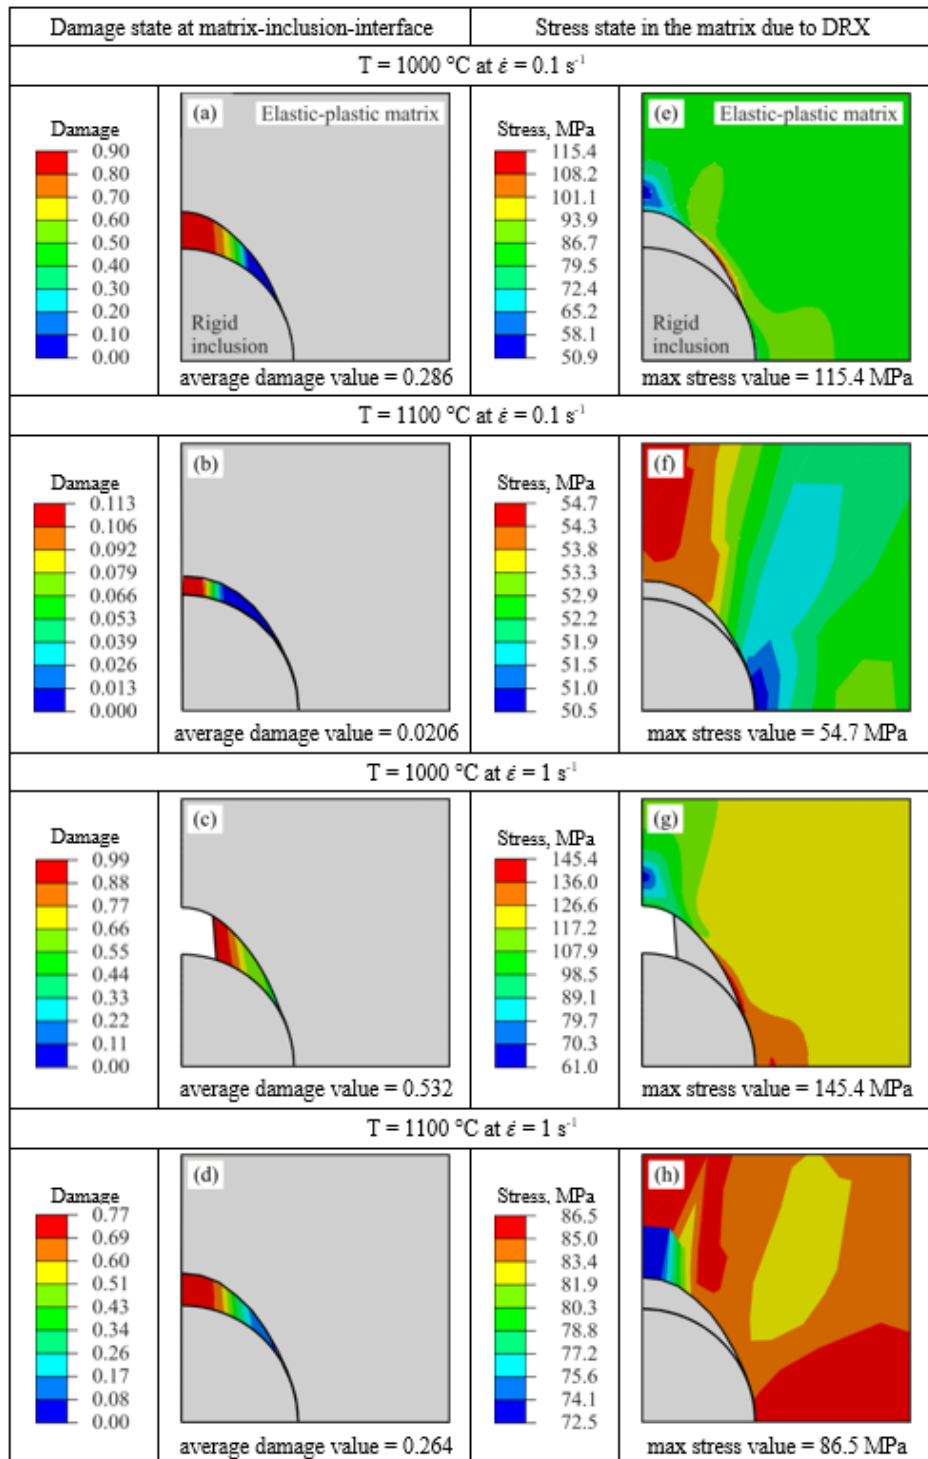 Damage state at matrix-inclusion-interface
Stress state in the matrix due to DRX
T = 1000 °C at ε̇ = 0.1 s⁻¹
Damage
0.90
0.80
0.70
0.60
0.50
0.40
0.30
0.20
0.10
0.00
(a)
Elastic-plastic matrix
Rigid
inclusion
average damage value = 0.286
Stress, MPa
115.4
108.2
101.1
93.9
86.7
79.5
72.4
65.2
58.1
50.9
(e)
Elastic-plastic matrix
Rigid
inclusion
max stress value = 115.4 MPa
T = 1100 °C at ε̇ = 0.1 s⁻¹
Damage
0.113
0.106
0.092
0.079
0.066
0.053
0.039
0.026
0.013
0.000
(b)
average damage value = 0.0206
Stress, MPa
54.7
54.3
53.8
53.3
52.9
52.2
51.9
51.5
51.0
50.5
(f)
max stress value = 54.7 MPa
T = 1000 °C at ε̇ = 1 s⁻¹
Damage
0.99
0.88
0.77
0.66
0.55
0.44
0.33
0.22
0.11
0.00
(c)
average damage value = 0.532
Stress, MPa
145.4
136.0
126.6
117.2
107.9
98.5
89.1
79.7
70.3
61.0
(g)
max stress value = 145.4 MPa
T = 1100 °C at ε̇ = 1 s⁻¹
Damage
0.77
0.69
0.60
0.51
0.43
0.34
0.26
0.17
0.08
0.00
(d)
average damage value = 0.264
Stress, MPa
86.5
85.0
83.4
81.9
80.3
78.8
77.2
75.6
74.1
72.5
(h)
max stress value = 86.5 MPa